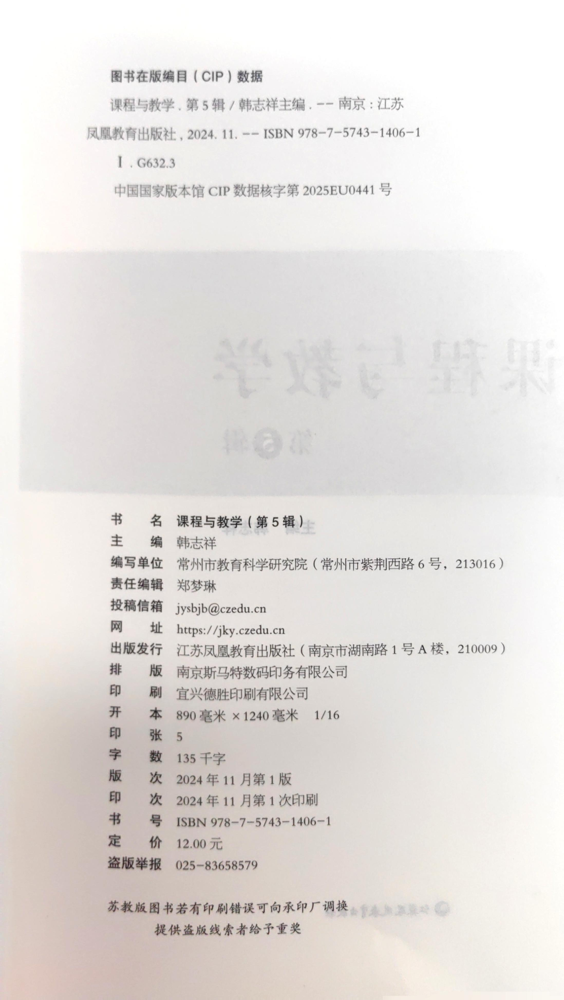 图书在版编目（CIP）数据
课程与教学．第 5 辑 / 韩志祥主编．-- 南京：江苏
凤凰教育出版社，2024. 11. -- ISBN 978-7-5743-1406-1
Ⅰ．G632.3
中国国家版本馆 CIP 数据核字第 2025EU0441 号
课程与教学
第5辑
书名 课程与教学（第 5 辑）
主编 韩志祥
主编 韩志祥
编写单位 常州市教育科学研究院（常州市紫荆西路 6 号，213016）
责任编辑 郑梦琳
投稿信箱 jysbjb@czedu.cn
网址 https://jky.czedu.cn
出版发行 江苏凤凰教育出版社（南京市湖南路 1 号 A 楼，210009）
排版 南京斯马特数码印务有限公司
印刷 宜兴德胜印刷有限公司
开本 890 毫米 ×1240 毫米 1/16
印张 5
字数 135 千字
版次 2024 年 11 月第 1 版
印次 2024 年 11 月第 1 次印刷
书号 ISBN 978-7-5743-1406-1
定价 12.00 元
盗版举报 025-83658579
苏教版图书若有印刷错误可向承印厂调换
提供盗版线索者给予重奖